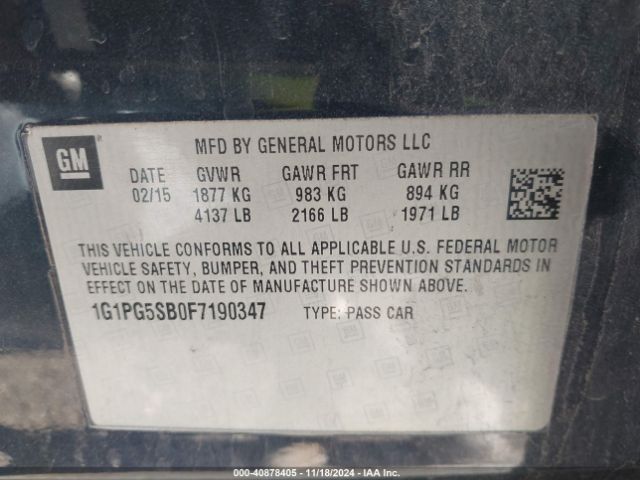 GM
MFD BY GENERAL MOTORS LLC
DATE GVWR GAWR FRT GAWR RR
02/15 1877 KG 983 KG 894 KG
4137 LB 2166 LB 1971 LB
THIS VEHICLE CONFORMS TO ALL APPLICABLE U.S. FEDERAL MOTOR
VEHICLE SAFETY, BUMPER, AND THEFT PREVENTION STANDARDS IN
EFFECT ON THE DATE OF MANUFACTURE SHOWN ABOVE.
1G1PG5SB0F7190347 TYPE: PASS CAR
000-40878405 - 11/18/2024 - IAA Inc.